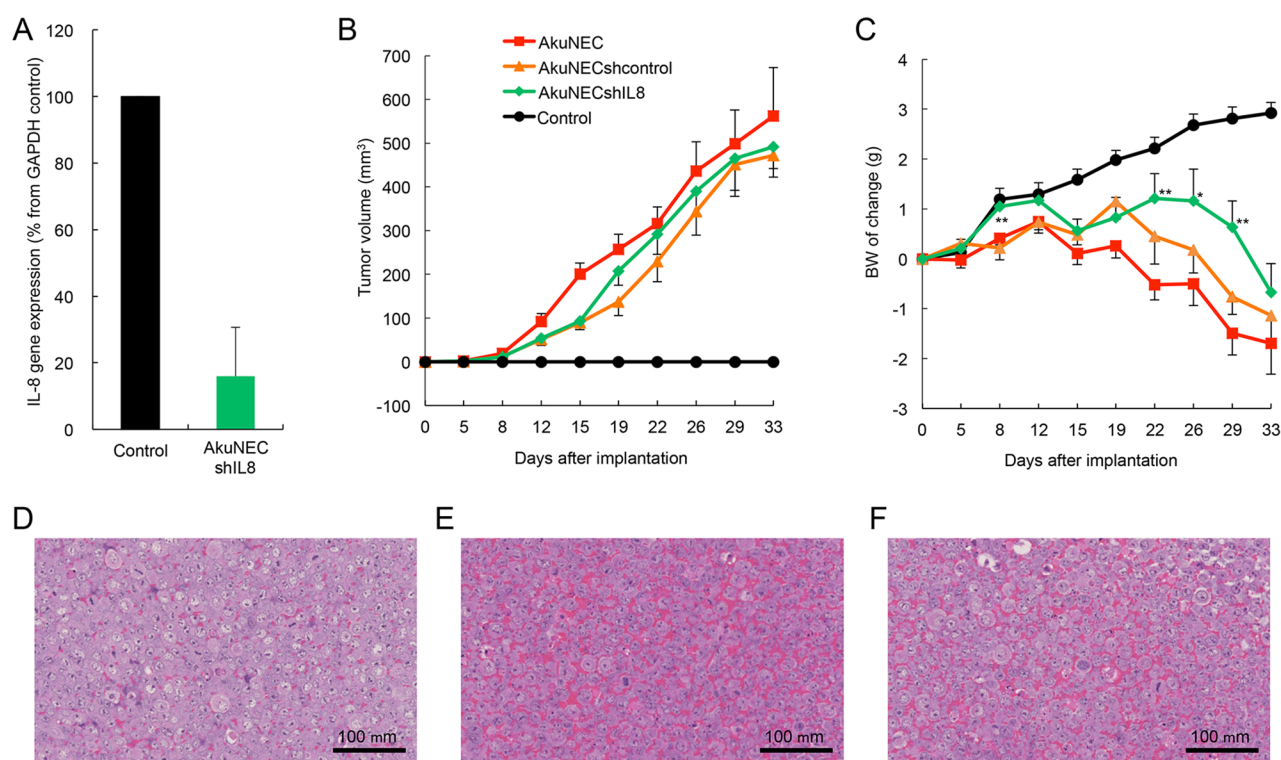 A
IL-8 gene expression (% from GAPDH control)
120
100
80
60
40
20
0
Control
AkuNEC
shIL8
B
AkuNEC
AkuNECshcontrol
AkuNECshIL8
Control
Tumor volume (mm³)
700
600
500
400
300
200
100
0
-100
0 5 8 12 15 19 22 26 29 33
Days after implantation
C
BW of change (g)
4
3
2
1
0
-1
-2
-3
**
**
*
**
0 5 8 12 15 19 22 26 29 33
Days after implantation
D
100 mm
E
100 mm
F
100 mm